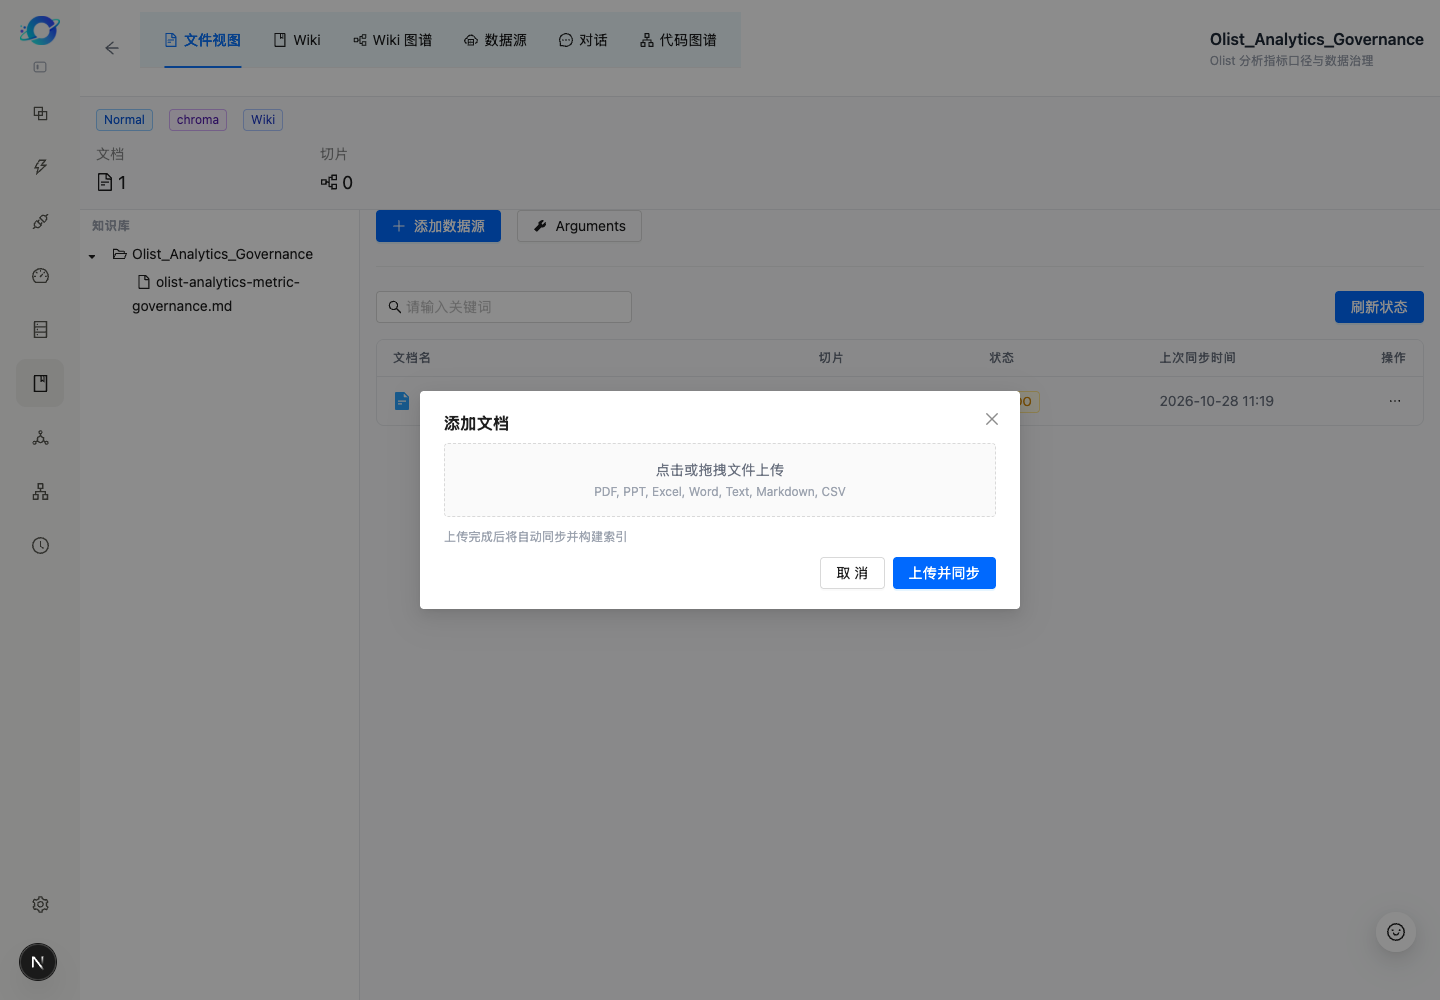 文件视图
Wiki
Wiki 图谱
数据源
对话
代码图谱
Olist_Analytics_Governance
Olist 分析指标口径与数据治理
Normal
chroma
Wiki
文档
切片
1
0
知识库
Olist_Analytics_Governance
olist-analytics-metric-
governance.md
添加数据源
Arguments
请输入关键词
刷新状态
文档名
切片
状态
上次同步时间
操作
2026-10-28 11:19
添加文档
点击或拖拽文件上传
PDF, PPT, Excel, Word, Text, Markdown, CSV
上传完成后将自动同步并构建索引
取 消
上传并同步
N